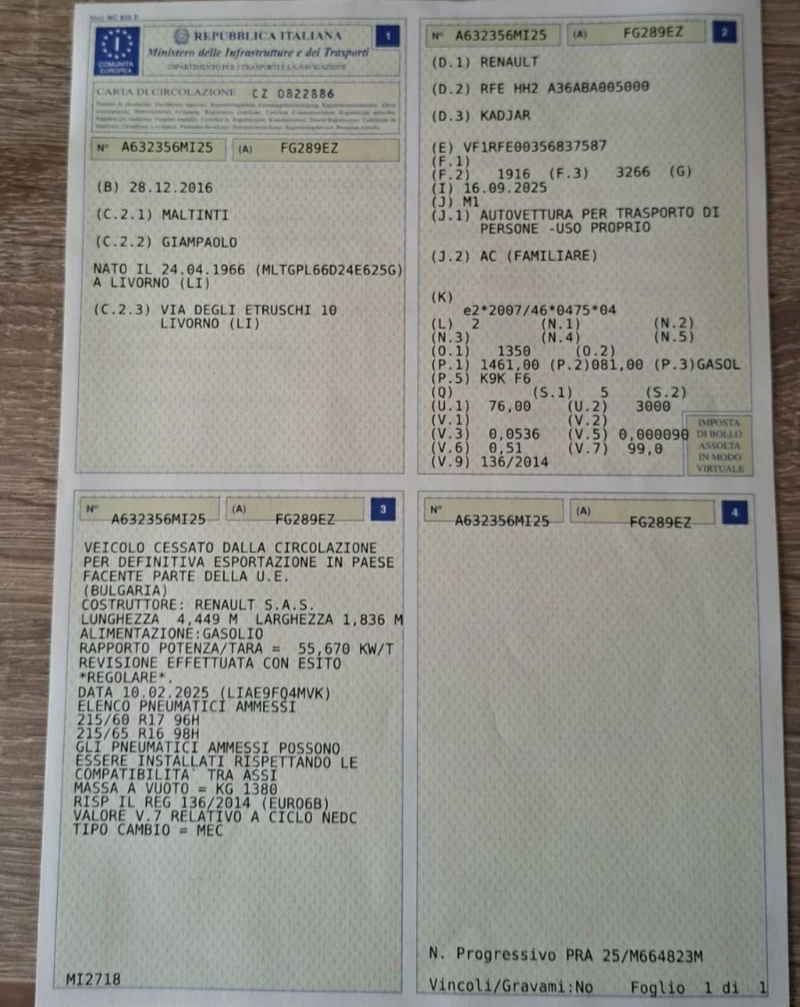 Mod. MC 822 D
REPUBBLICA ITALIANA
1
I
COMUNITÀ
EUROPEA
Ministero delle Infrastrutture e dei Trasporti
DIPARTIMENTO PER I TRASPORTI E LA NAVIGAZIONE
CARTA DI CIRCOLAZIONE CZ 0822886
N° A632356MI25 (A) FG289EZ
(B) 28.12.2016
(C.2.1) MALTINTI
(C.2.2) GIAMPAOLO
NATO IL 24.04.1966 (MLTGPL66D24E625G)
A LIVORNO (LI)
(C.2.3) VIA DEGLI ETRUSCHI 10
LIVORNO (LI)
N° A632356MI25 (A) FG289EZ 2
(D.1) RENAULT
(D.2) RFE HH2 A36ABA005000
(D.3) KADJAR
(E) VF1RFE00356837587
(F.1)
(F.2) 1916 (F.3) 3266 (G)
(I) 16.09.2025
(J) M1
(J.1) AUTOVETTURA PER TRASPORTO DI
PERSONE -USO PROPRIO
(J.2) AC (FAMILIARE)
(K)
e2*2007/46*0475*04
(L) 2 (N.1) (N.2)
(N.3) (N.4) (N.5)
(O.1) 1350 (O.2)
(P.1) 1461,00 (P.2)081,00 (P.3)GASOL
(P.5) K9K F6
(Q) (S.1) 5 (S.2)
(U.1) 76,00 (U.2) 3000
(V.1) (V.2)
(V.3) 0,0536 (V.5) 0,000090
(V.6) 0,51 (V.7) 99,0
(V.9) 136/2014
IMPOSTA
DI BOLLO
ASSOLTA
IN MODO
VIRTUALE
N° A632356MI25 (A) FG289EZ 3
VEICOLO CESSATO DALLA CIRCOLAZIONE
PER DEFINITIVA ESPORTAZIONE IN PAESE
FACENTE PARTE DELLA U.E.
(BULGARIA)
COSTRUTTORE: RENAULT S.A.S.
LUNGHEZZA 4,449 M LARGHEZZA 1,836 M
ALIMENTAZIONE:GASOLIO
RAPPORTO POTENZA/TARA = 55,670 KW/T
REVISIONE EFFETTUATA CON ESITO
*REGOLARE*.
DATA 10.02.2025 (LIAE9FQ4MVK)
ELENCO PNEUMATICI AMMESSI
215/60 R17 96H
215/65 R16 98H
GLI PNEUMATICI AMMESSI POSSONO
ESSERE INSTALLATI RISPETTANDO LE
COMPATIBILITA` TRA ASSI
MASSA A VUOTO = KG 1380
RISP IL REG 136/2014 (EURO6B)
VALORE V.7 RELATIVO A CICLO NEDC
TIPO CAMBIO = MEC
MI2718
N° A632356MI25 (A) FG289EZ 4
N. Progressivo PRA 25/M664823M
Vincoli/Gravami:No Foglio 1 di 1